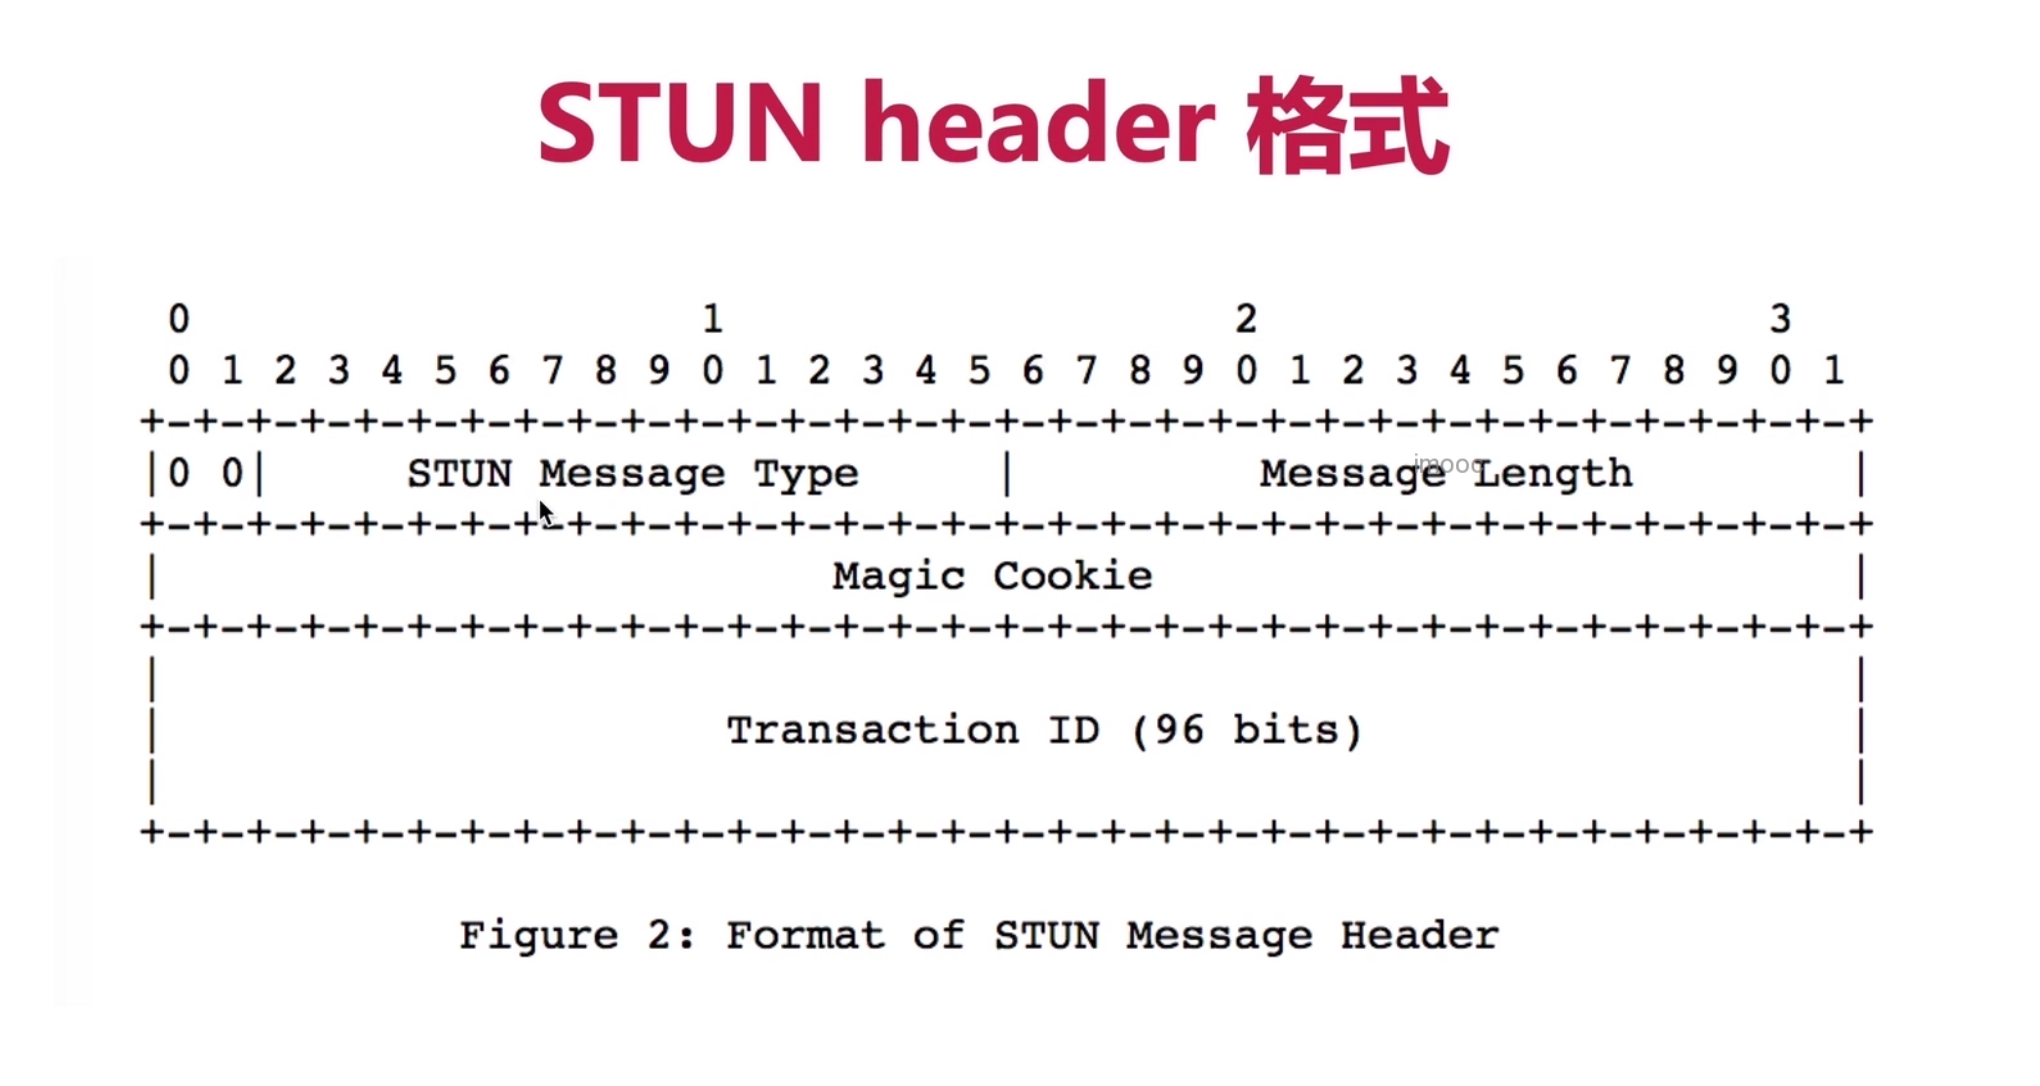 STUN header 格式
0 1 2 3
0 1 2 3 4 5 6 7 8 9 0 1 2 3 4 5 6 7 8 9 0 1 2 3 4 5 6 7 8 9 0 1
+-+-+-+-+-+-+-+-+-+-+-+-+-+-+-+-+-+-+-+-+-+-+-+-+-+-+-+-+-+-+-+-+
|0 0| STUN Message Type | Message Length |
imooc
+-+-+-+-+-+-+-+-+-+-+-+-+-+-+-+-+-+-+-+-+-+-+-+-+-+-+-+-+-+-+-+-+
| Magic Cookie |
+-+-+-+-+-+-+-+-+-+-+-+-+-+-+-+-+-+-+-+-+-+-+-+-+-+-+-+-+-+-+-+-+
| |
| Transaction ID (96 bits) |
| |
+-+-+-+-+-+-+-+-+-+-+-+-+-+-+-+-+-+-+-+-+-+-+-+-+-+-+-+-+-+-+-+-+
Figure 2: Format of STUN Message Header